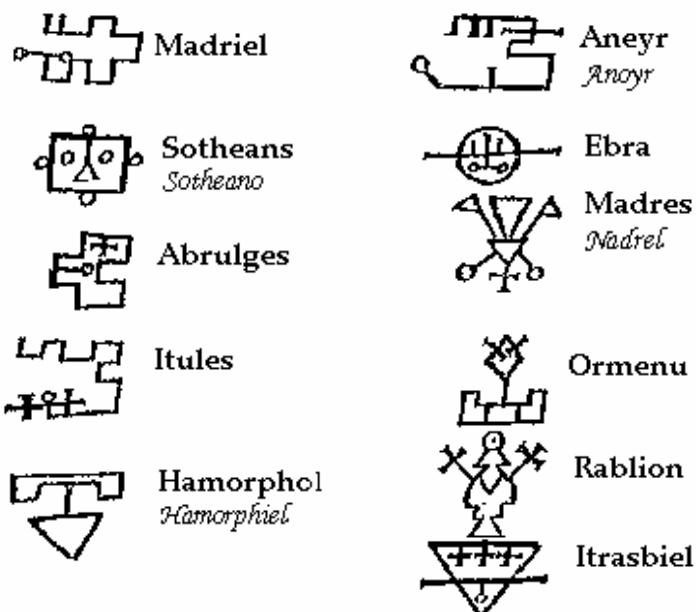 Madriel
Sotheans
Sotheano
Abrulges
Itules
Hamorphol
Hamorphiel
Aneyr
Anoyr
Ebra
Madres
Nadrel
Ormenu
Rablion
Itrasbiel